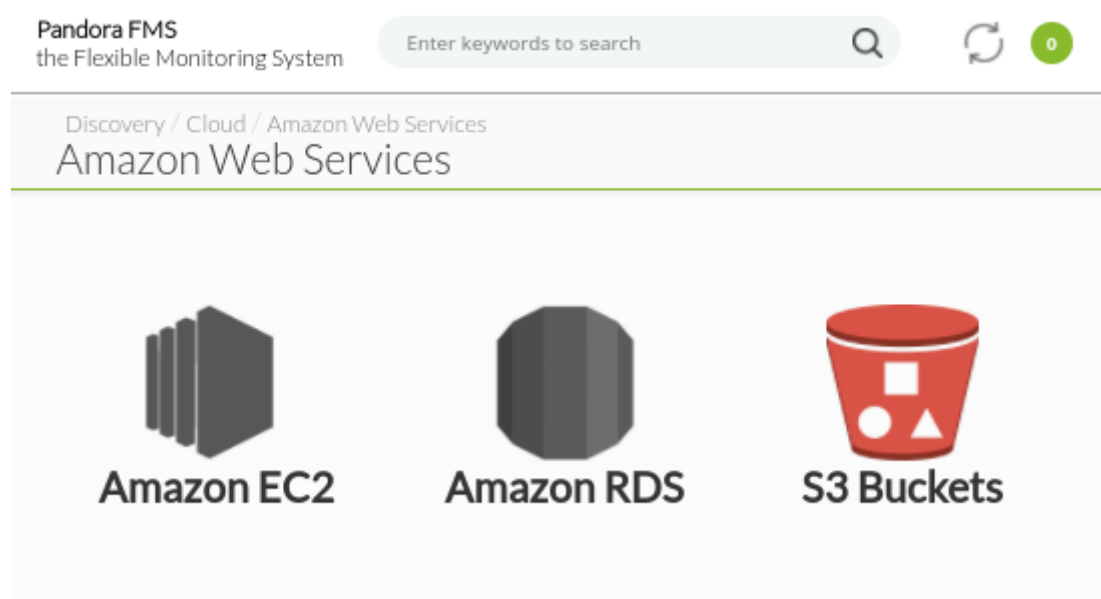 Pandora FMS
the Flexible Monitoring System
Enter keywords to search
0
Discovery / Cloud / Amazon Web Services
Amazon Web Services
Amazon EC2
Amazon RDS
S3 Buckets